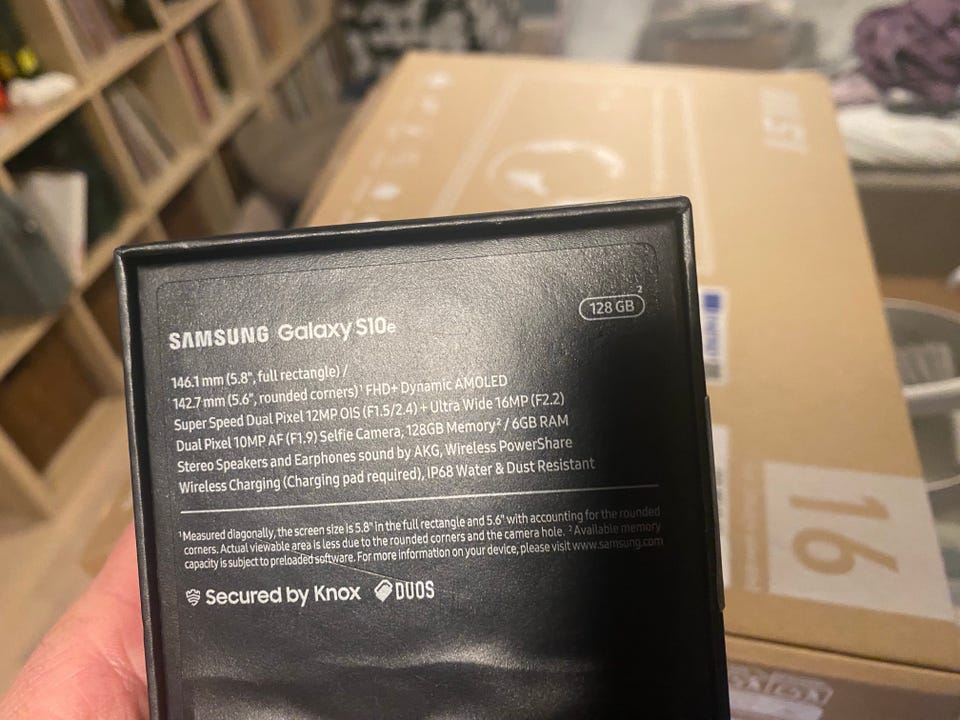 SAMSUNG Galaxy S10e
128 GB 2
146.1 mm (5.8", full rectangle) /
142.7 mm (5.6", rounded corners)¹ FHD+ Dynamic AMOLED
Super Speed Dual Pixel 12MP OIS (F1.5/2.4) + Ultra Wide 16MP (F2.2)
Dual Pixel 10MP AF (F1.9) Selfie Camera, 128GB Memory² / 6GB RAM
Stereo Speakers and Earphones sound by AKG, Wireless PowerShare
Wireless Charging (Charging pad required), IP68 Water & Dust Resistant
¹Measured diagonally, the screen size is 5.8" in the full rectangle and 5.6" with accounting for the rounded
corners. Actual viewable area is less due to the rounded corners and the camera hole. ²Available memory
capacity is subject to preloaded software. For more information on your device, please visit www.samsung.com
Secured by Knox DUOS
16